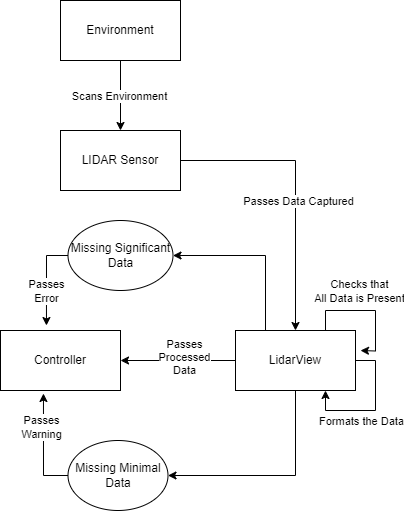 Environment
Scans Environment
LIDAR Sensor
Passes Data Captured
Missing Significant
Data
Passes
Error
Checks that
All Data is Present
Controller
Passes
Processed
Data
LidarView
Formats the Data
Passes
Warning
Missing Minimal
Data